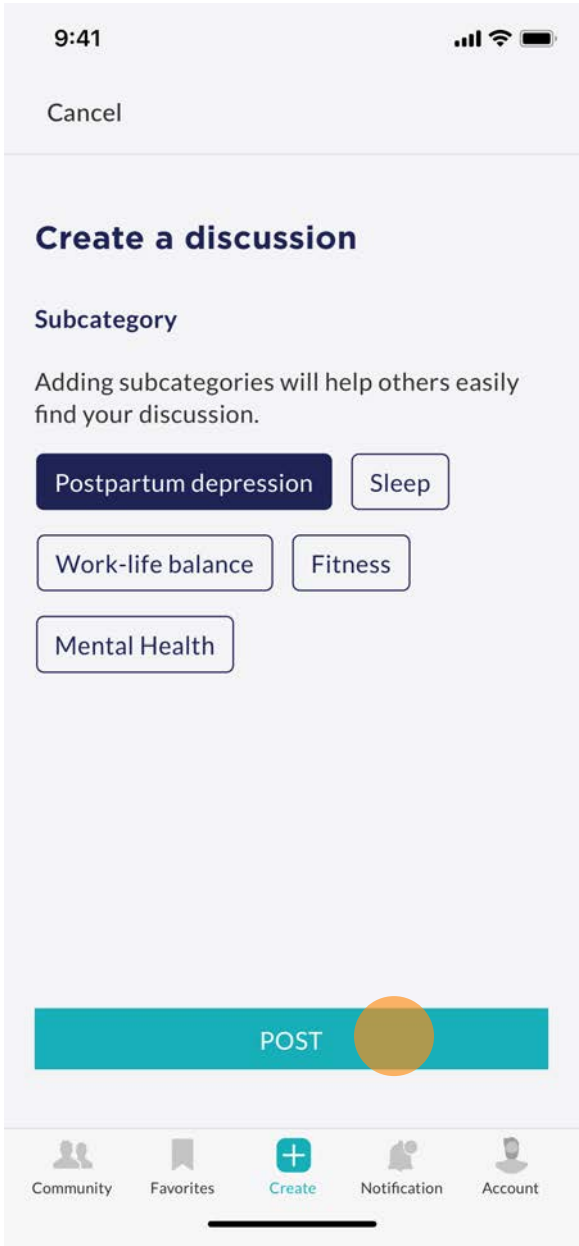 9:41
Cancel
Create a discussion
Subcategory
Adding subcategories will help others easily
find your discussion.
Postpartum depression Sleep
Work-life balance Fitness
Mental Health
POST
Community Favorites Create Notification Account